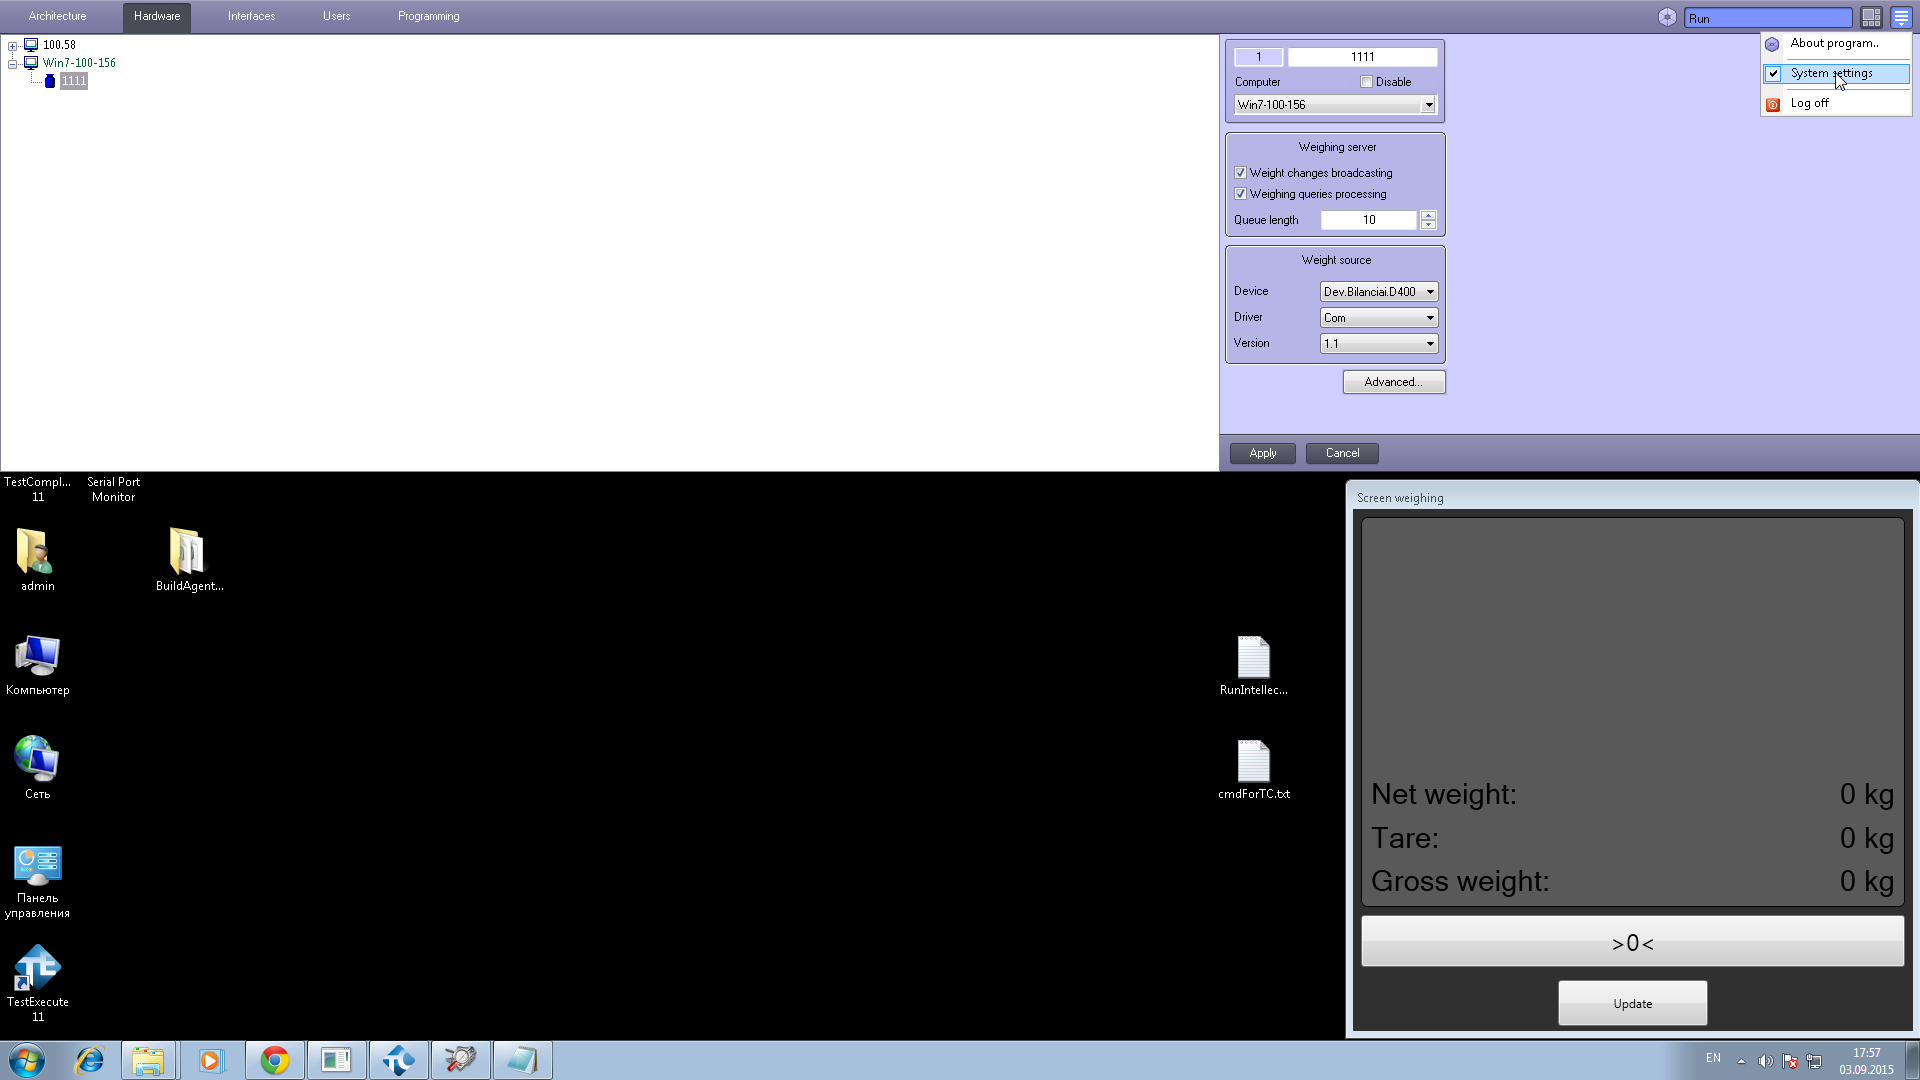 Architecture
Hardware
Interfaces
Users
Programming
Run
About program..
System settings
Log off
100.58
Win7-100-156
1111
1
1111
Computer
Disable
Win7-100-156
Weighing server
Weight changes broadcasting
Weighing queries processing
Queue length
10
Weight source
Device
Dev.Bilanciai.D400
Driver
Com
Version
1.1
Advanced...
Apply
Cancel
TestCompl...
11
Serial Port
Monitor
admin
BuildAgent...
Компьютер
RunIntellec...
Сеть
cmdForTC.txt
Панель
управления
TestExecute
11
Screen weighing
Net weight: 0 kg
Tare: 0 kg
Gross weight: 0 kg
>0<
Update
EN
17:57
03.09.2015